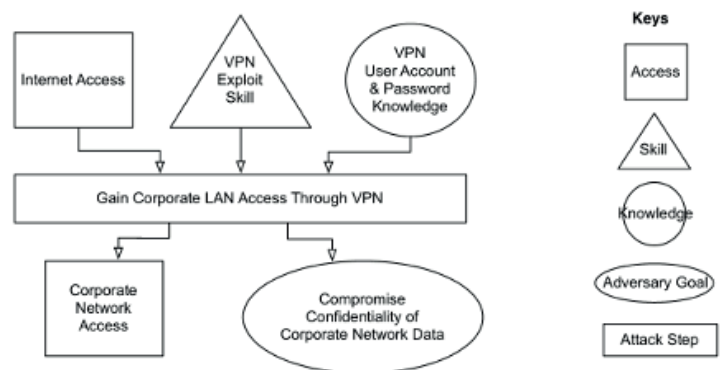 Keys
Internet Access
VPN
Exploit
Skill
VPN
User Account
& Password
Knowledge
Access
Skill
Gain Corporate LAN Access Through VPN
Knowledge
Corporate
Network
Access
Compromise
Confidentiality of
Corporate Network Data
Adversary Goal
Attack Step